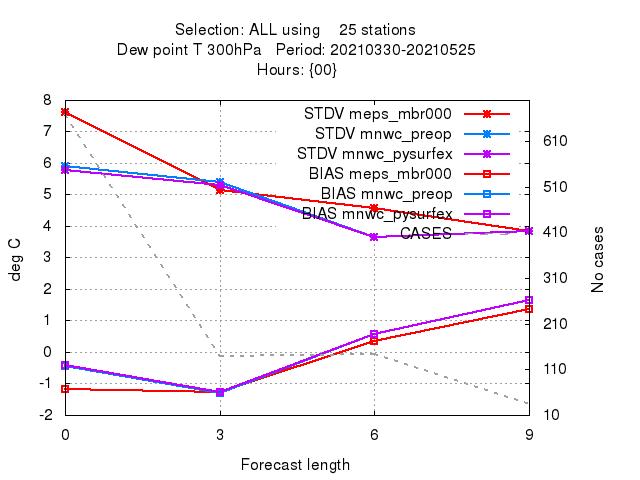 Selection: ALL using    25 stations
Dew point T 300hPa   Period: 20210330-20210525
Hours: {00}
STDV meps_mbr000
STDV mnwc_preop
STDV mnwc_pysurfex
BIAS meps_mbr000
BIAS mnwc_preop
BIAS mnwc_pysurfex
CASES
8
7
6
5
4
3
2
1
0
-1
-2
deg C
610
510
410
310
210
110
10
No cases
0 3 6 9
Forecast length